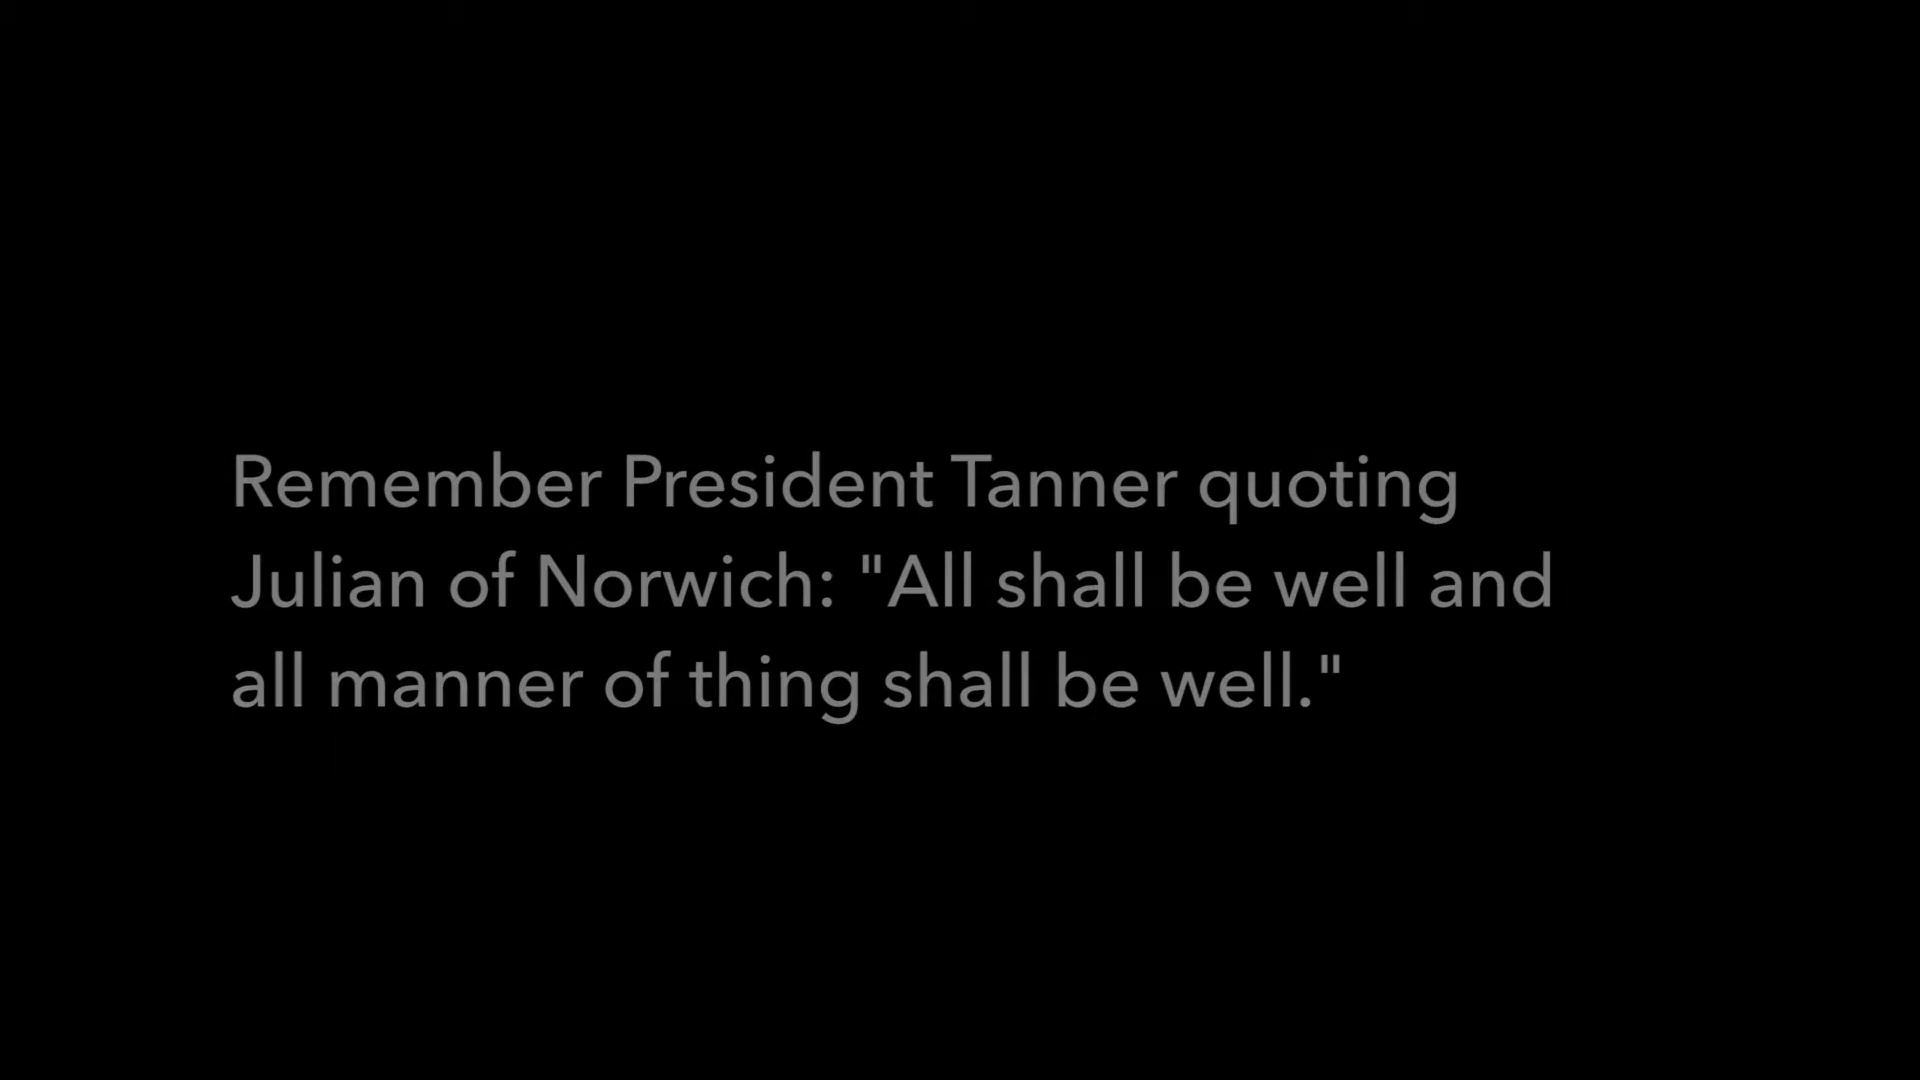 Remember President Tanner quoting
Julian of Norwich: "All shall be well and
all manner of thing shall be well."